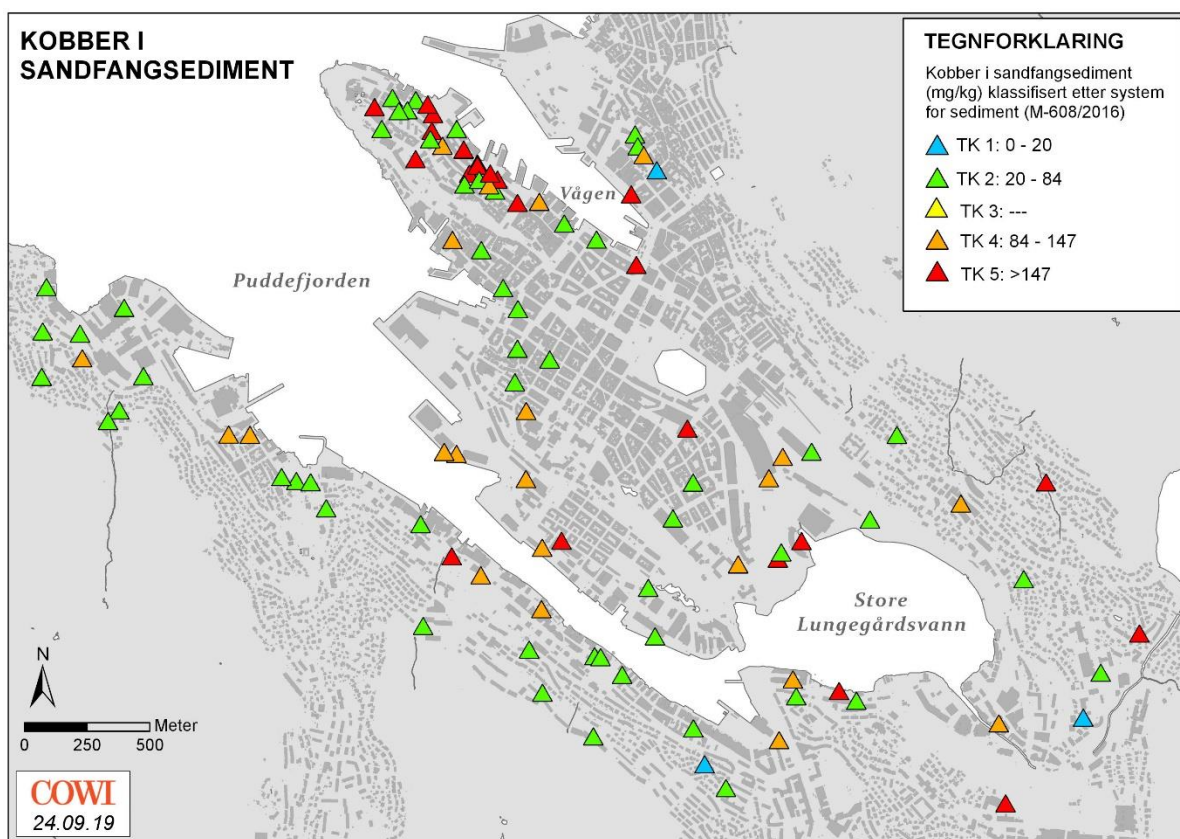 KOBBER I
SANDFANGSEDIMENT
TEGNFORKLARING
Kobber i sandfangsediment
(mg/kg) klassifisert etter system
for sediment (M-608/2016)
TK 1: 0 - 20
TK 2: 20 - 84
TK 3: ---
TK 4: 84 - 147
TK 5: >147
Vågen
Puddefjorden
Store
Lungegårdsvann
N
Meter
0 250 500
COWI
24.09.19